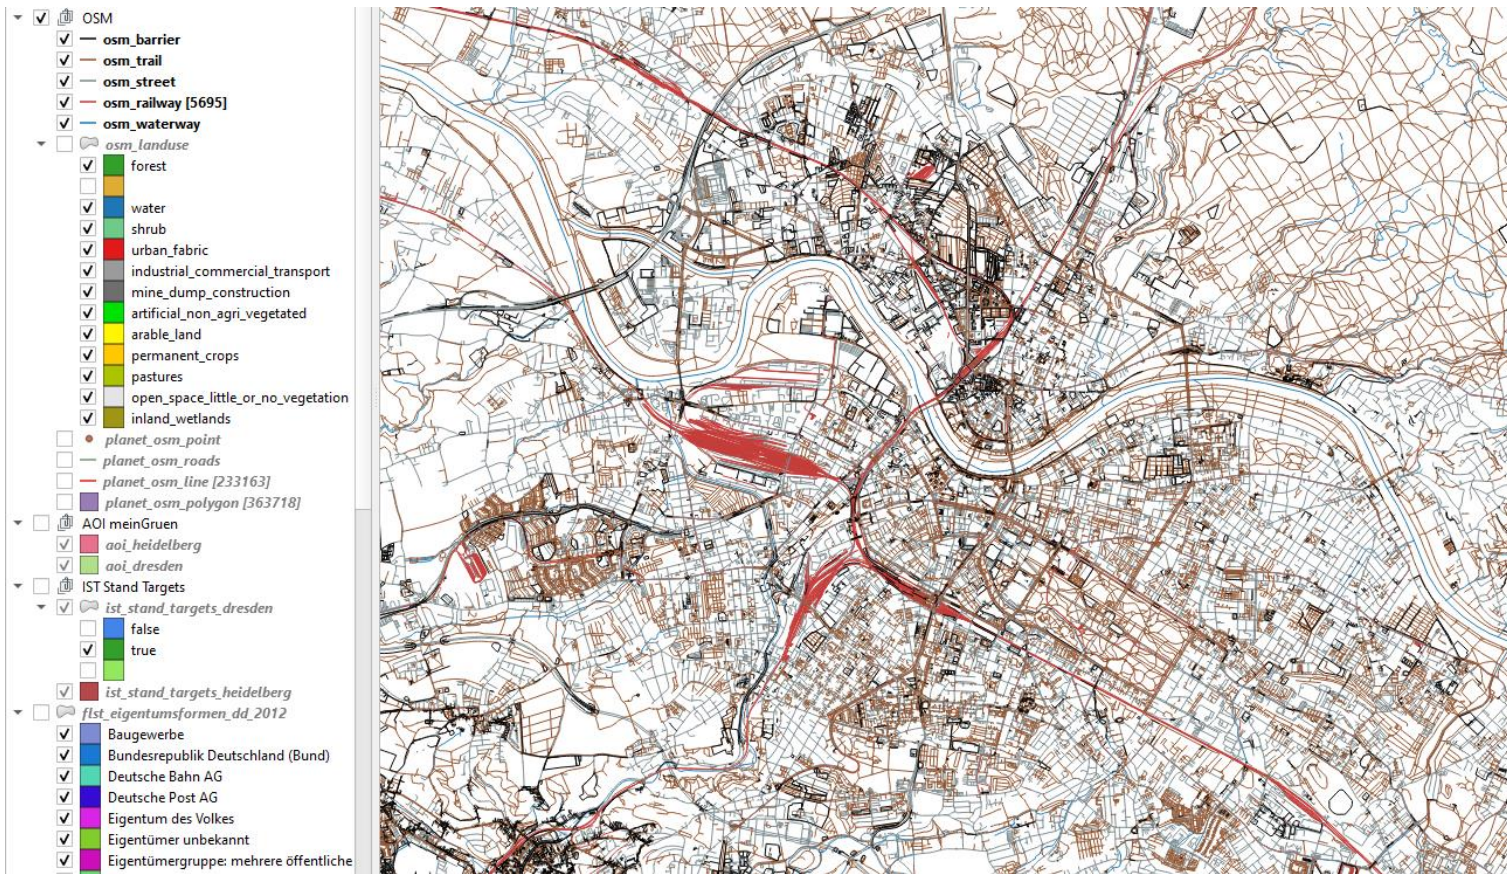 OSM
osm_barrier
osm_trail
osm_street
osm_railway [5695]
osm_waterway
osm_landuse
forest
water
shrub
urban_fabric
industrial_commercial_transport
mine_dump_construction
artificial_non_agri_vegetated
arable_land
permanent_crops
pastures
open_space_little_or_no_vegetation
inland_wetlands
planet_osm_point
planet_osm_roads
planet_osm_line [233163]
planet_osm_polygon [363718]
AOI meinGruen
aoi_heidelberg
aoi_dresden
IST Stand Targets
ist_stand_targets_dresden
false
true
ist_stand_targets_heidelberg
flst_eigentumsformen_dd_2012
Baugewerbe
Bundesrepublik Deutschland (Bund)
Deutsche Bahn AG
Deutsche Post AG
Eigentum des Volkes
Eigentümer unbekannt
Eigentümergruppe: mehrere öffentliche